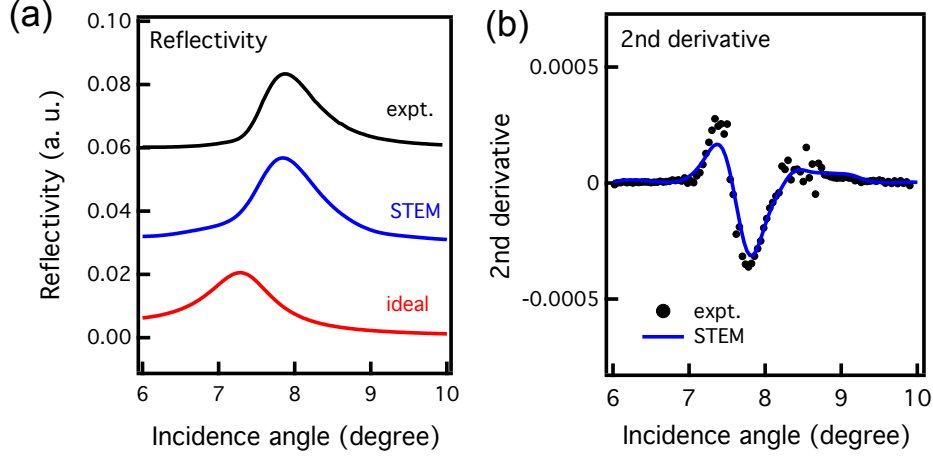 (a)
Reflectivity
0.10
0.08
0.06
0.04
0.02
0.00
Reflectivity (a. u.)
expt.
STEM
ideal
6 7 8 9 10
Incidence angle (degree)
(b)
2nd derivative
0.0005
0
-0.0005
2nd derivative
expt.
STEM
6 7 8 9 10
Incidence angle (degree)